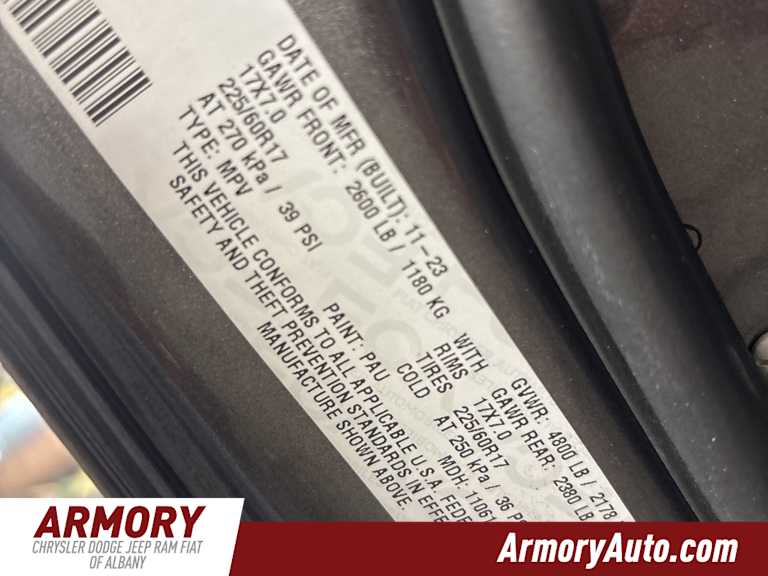 DATE OF MFR (BUILT): 11-23 GVWR: 4800 LB / 2178
GAWR FRONT: 2600 LB / 1180 KG WITH GAWR REAR: 2380 LB
17X7.0 RIMS 17X7.0
225/60R17 TIRES 225/60R17
AT 270 kPa / 39 PSI COLD AT 250 kPa / 36
TYPE: MPV PAINT: PAU MDH: 11061
THIS VEHICLE CONFORMS TO ALL APPLICABLE U.S.A.
SAFETY AND THEFT PREVENTION STANDARDS IN
MANUFACTURE SHOWN ABOVE.
ARMORY
CHRYSLER DODGE JEEP RAM FIAT
OF ALBANY
ArmoryAuto.com